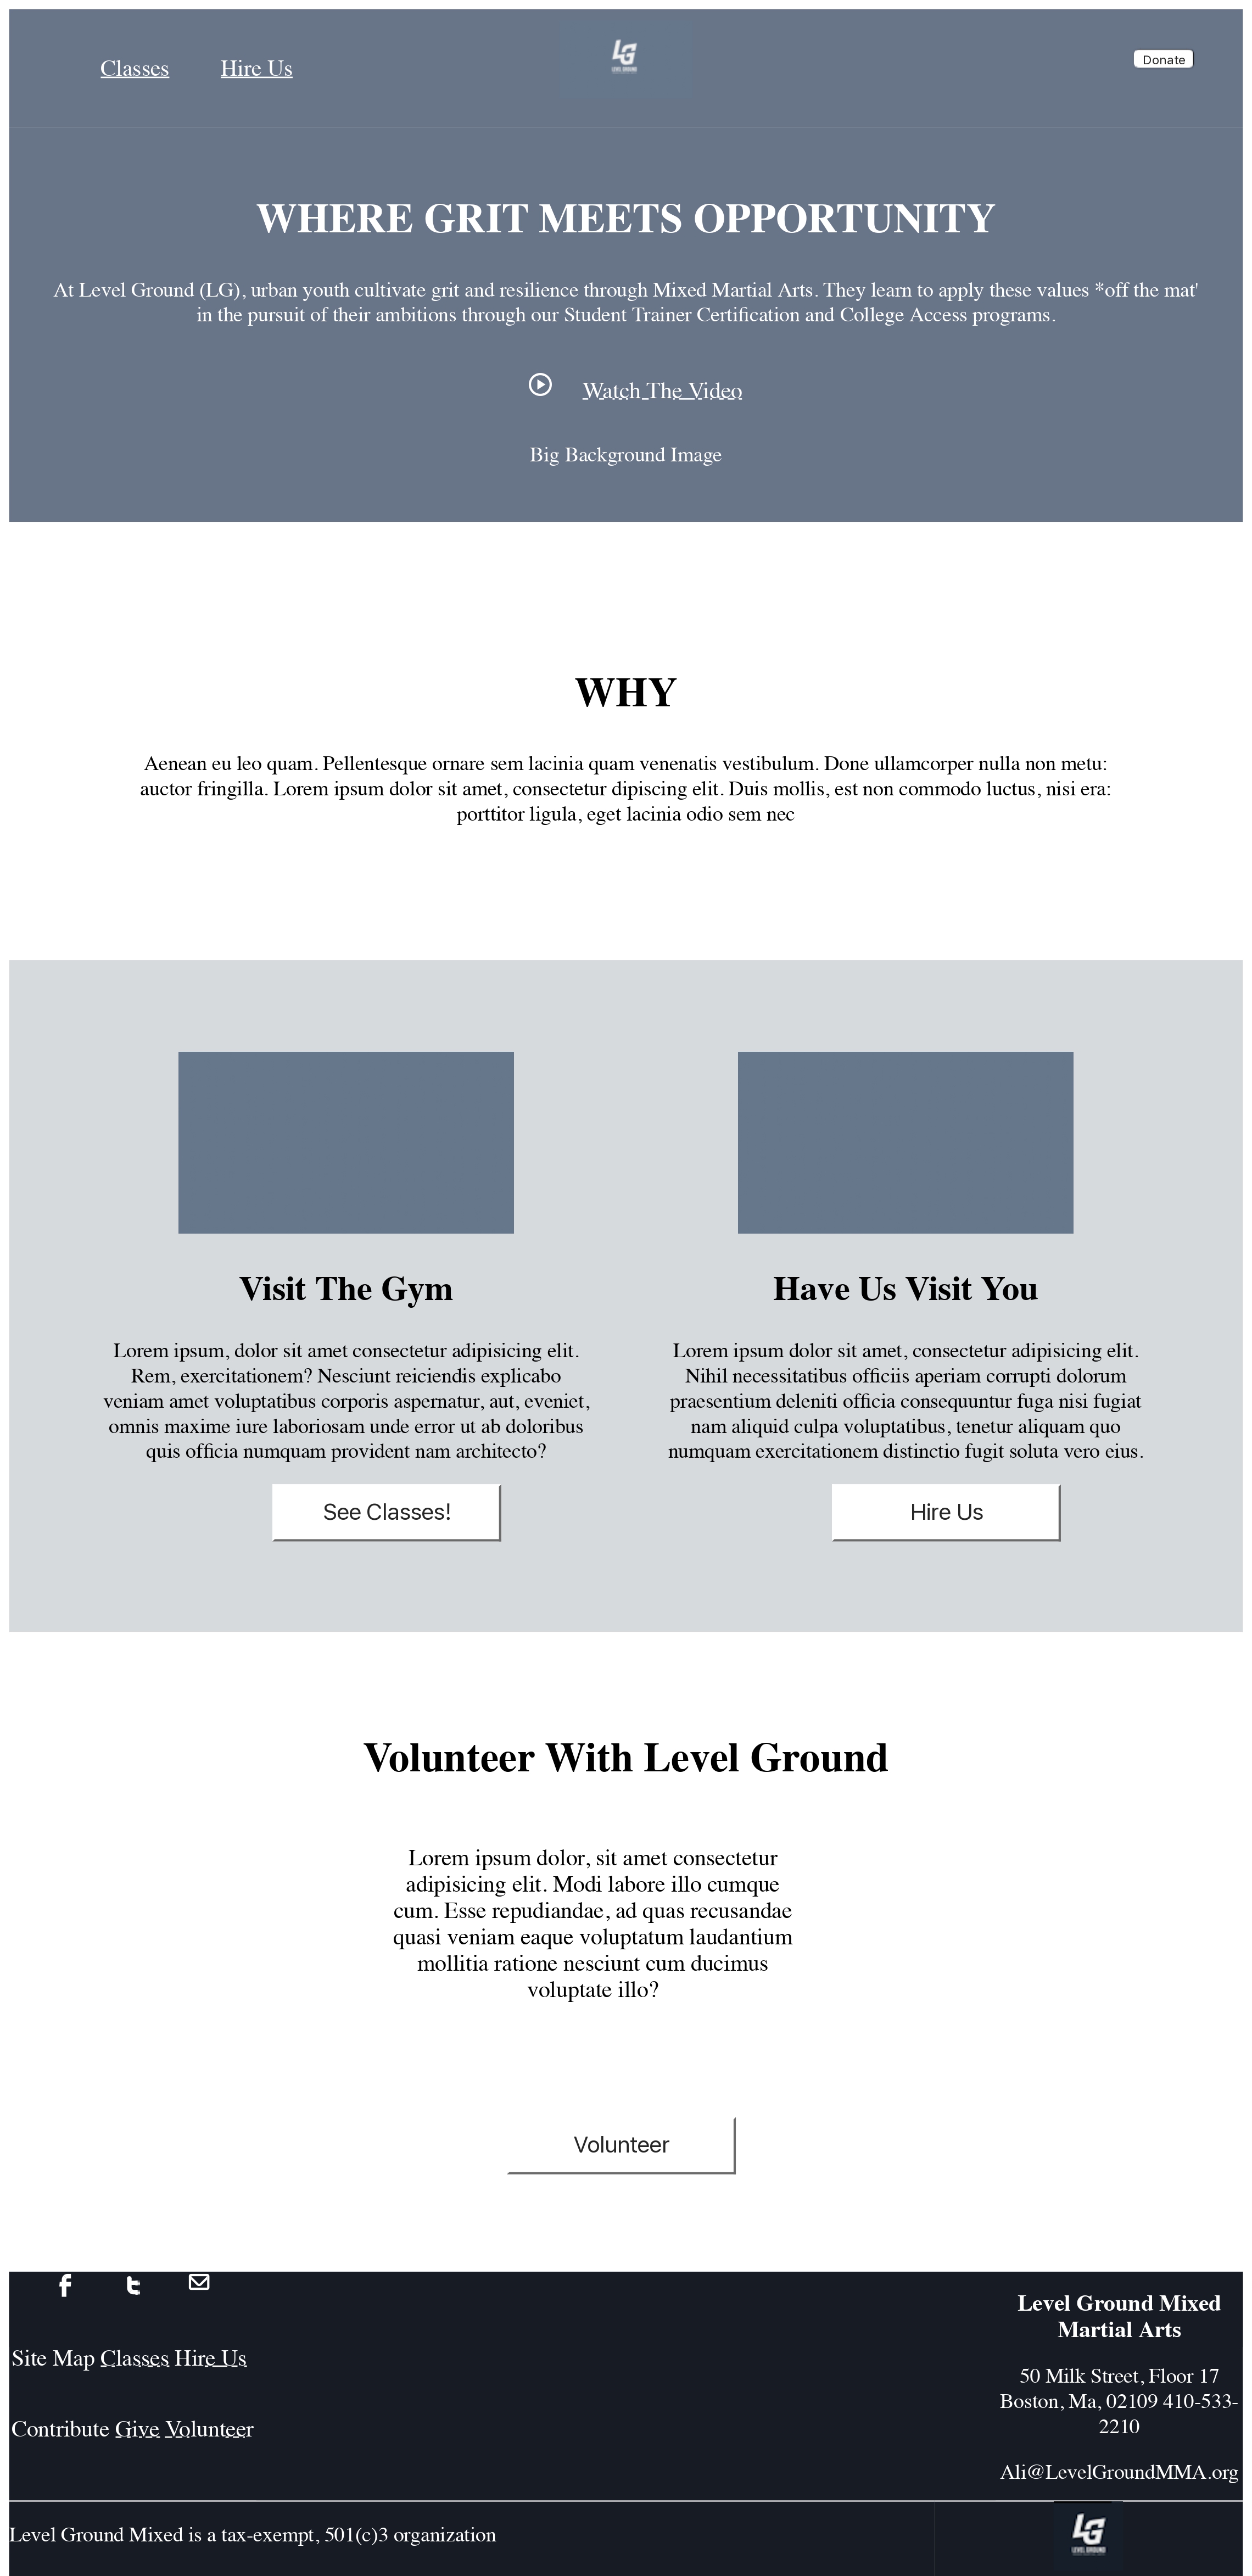 Classes Hire Us
LG
LEVEL GROUND
Donate
WHERE GRIT MEETS OPPORTUNITY
At Level Ground (LG), urban youth cultivate grit and resilience through Mixed Martial Arts. They learn to apply these values *off the mat'
in the pursuit of their ambitions through our Student Trainer Certification and College Access programs.
Watch The Video
Big Background Image
WHY
Aenean eu leo quam. Pellentesque ornare sem lacinia quam venenatis vestibulum. Done ullamcorper nulla non metu:
auctor fringilla. Lorem ipsum dolor sit amet, consectetur dipiscing elit. Duis mollis, est non commodo luctus, nisi era:
porttitor ligula, eget lacinia odio sem nec
Visit The Gym
Lorem ipsum, dolor sit amet consectetur adipisicing elit.
Rem, exercitationem? Nesciunt reiciendis explicabo
veniam amet voluptatibus corporis aspernatur, aut, eveniet,
omnis maxime iure laboriosam unde error ut ab doloribus
quis officia numquam provident nam architecto?
See Classes!
Have Us Visit You
Lorem ipsum dolor sit amet, consectetur adipisicing elit.
Nihil necessitatibus officiis aperiam corrupti dolorum
praesentium deleniti officia consequuntur fuga nisi fugiat
nam aliquid culpa voluptatibus, tenetur aliquam quo
numquam exercitationem distinctio fugit soluta vero eius.
Hire Us
Volunteer With Level Ground
Lorem ipsum dolor, sit amet consectetur
adipisicing elit. Modi labore illo cumque
cum. Esse repudiandae, ad quas recusandae
quasi veniam eaque voluptatum laudantium
mollitia ratione nesciunt cum ducimus
voluptate illo?
Volunteer
Site Map Classes Hire Us
Contribute Give Volunteer
Level Ground Mixed
Martial Arts
50 Milk Street, Floor 17
Boston, Ma, 02109 410-533-
2210
Ali@LevelGroundMMA.org
Level Ground Mixed is a tax-exempt, 501(c)3 organization
LG
LEVEL GROUND